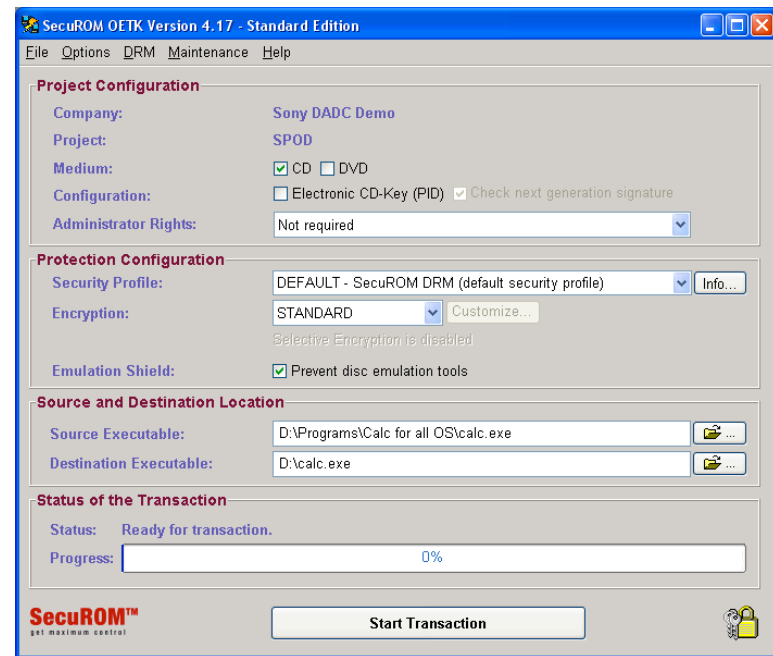 SecuROM OETK Version 4.17 - Standard Edition
File Options DRM Maintenance Help
Project Configuration
Company: Sony DADC Demo
Project: SPOD
Medium: CD DVD
Configuration: Electronic CD-Key (PID) Check next generation signature
Administrator Rights: Not required
Protection Configuration
Security Profile: DEFAULT - SecuROM DRM (default security profile) Info...
Encryption: STANDARD Customize...
Selective Encryption is disabled
Emulation Shield: Prevent disc emulation tools
Source and Destination Location
Source Executable: D:\Programs\Calc for all OS\calc.exe ...
Destination Executable: D:\calc.exe ...
Status of the Transaction
Status: Ready for transaction.
Progress: 0%
SecuROM™
get maximum control
Start Transaction